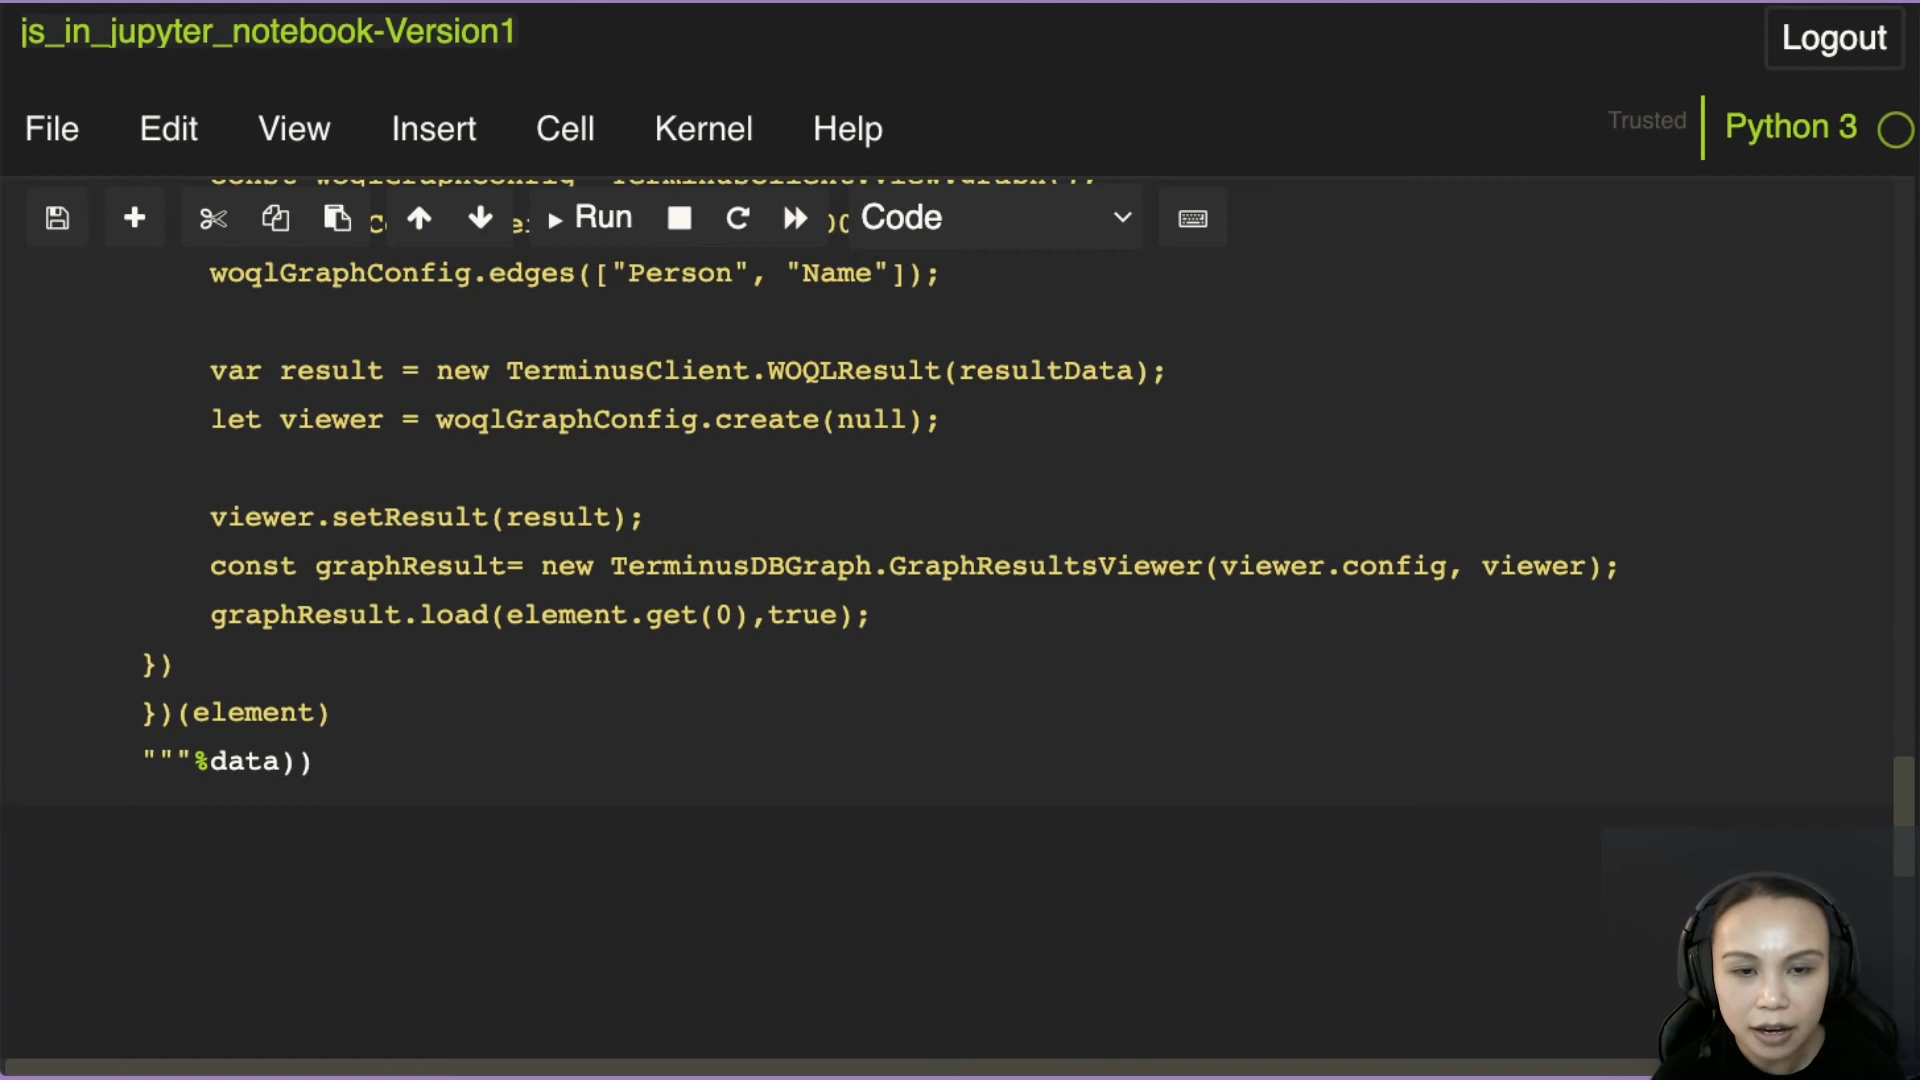 js_in_jupyter_notebook-Version1
Logout
File Edit View Insert Cell Kernel Help
Trusted
Python 3
Run
Code
woqlGraphConfig.edges(["Person", "Name"]);
var result = new TerminusClient.WOQLResult(resultData);
let viewer = woqlGraphConfig.create(null);
viewer.setResult(result);
const graphResult= new TerminusDBGraph.GraphResultsViewer(viewer.config, viewer);
graphResult.load(element.get(0),true);
})
})(element)
"""%data))